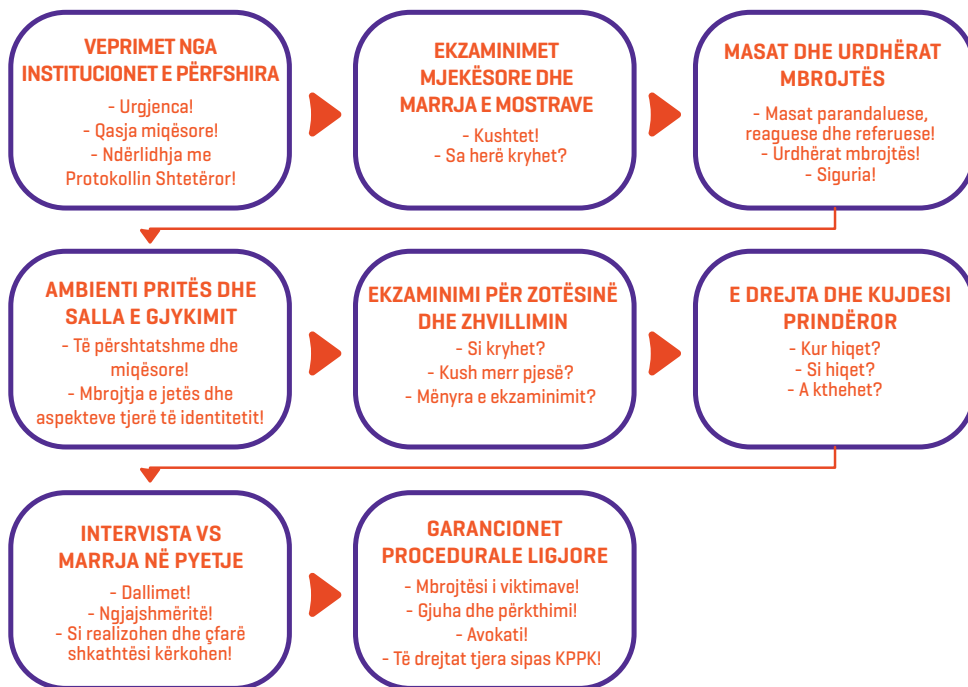 VEPRIMET NGA
INSTITUCIONET E PËRFSHIRA
- Urgjenca!
- Qasja miqësore!
- Ndërlidhja me
Protokollin Shtetëror!
EKZAMINIMET
MJEKËSORE DHE
MARRJA E MOSTRAVE
- Kushtet!
- Sa herë kryhet?
MASAT DHE URDHËRAT
MBROJTËS
- Masat parandaluese,
reaguese dhe referuese!
- Urdhërat mbrojtës!
- Siguria!
AMBIENTI PRITËS DHE
SALLA E GJYKIMIT
- Të përshtatshme dhe
miqësore!
- Mbrojtja e jetës dhe
aspekteve tjerë të identitetit!
EKZAMINIMI PËR ZOTËSINË
DHE ZHVILLIMIN
- Si kryhet?
- Kush merr pjesë?
- Mënyra e ekzaminimit?
E DREJTA DHE KUJDESI
PRINDËROR
- Kur hiqet?
- Si hiqet?
- A kthehet?
INTERVISTA VS
MARRJA NË PYETJE
- Dallimet!
- Ngjajshmëritë!
- Si realizohen dhe çfarë
shkathtësi kërkohen!
GARANCIONET
PROCEDURALE LIGJORE
- Mbrojtësi i viktimave!
- Gjuha dhe përkthimi!
- Avokati!
- Të drejtat tjera sipas KPPK!